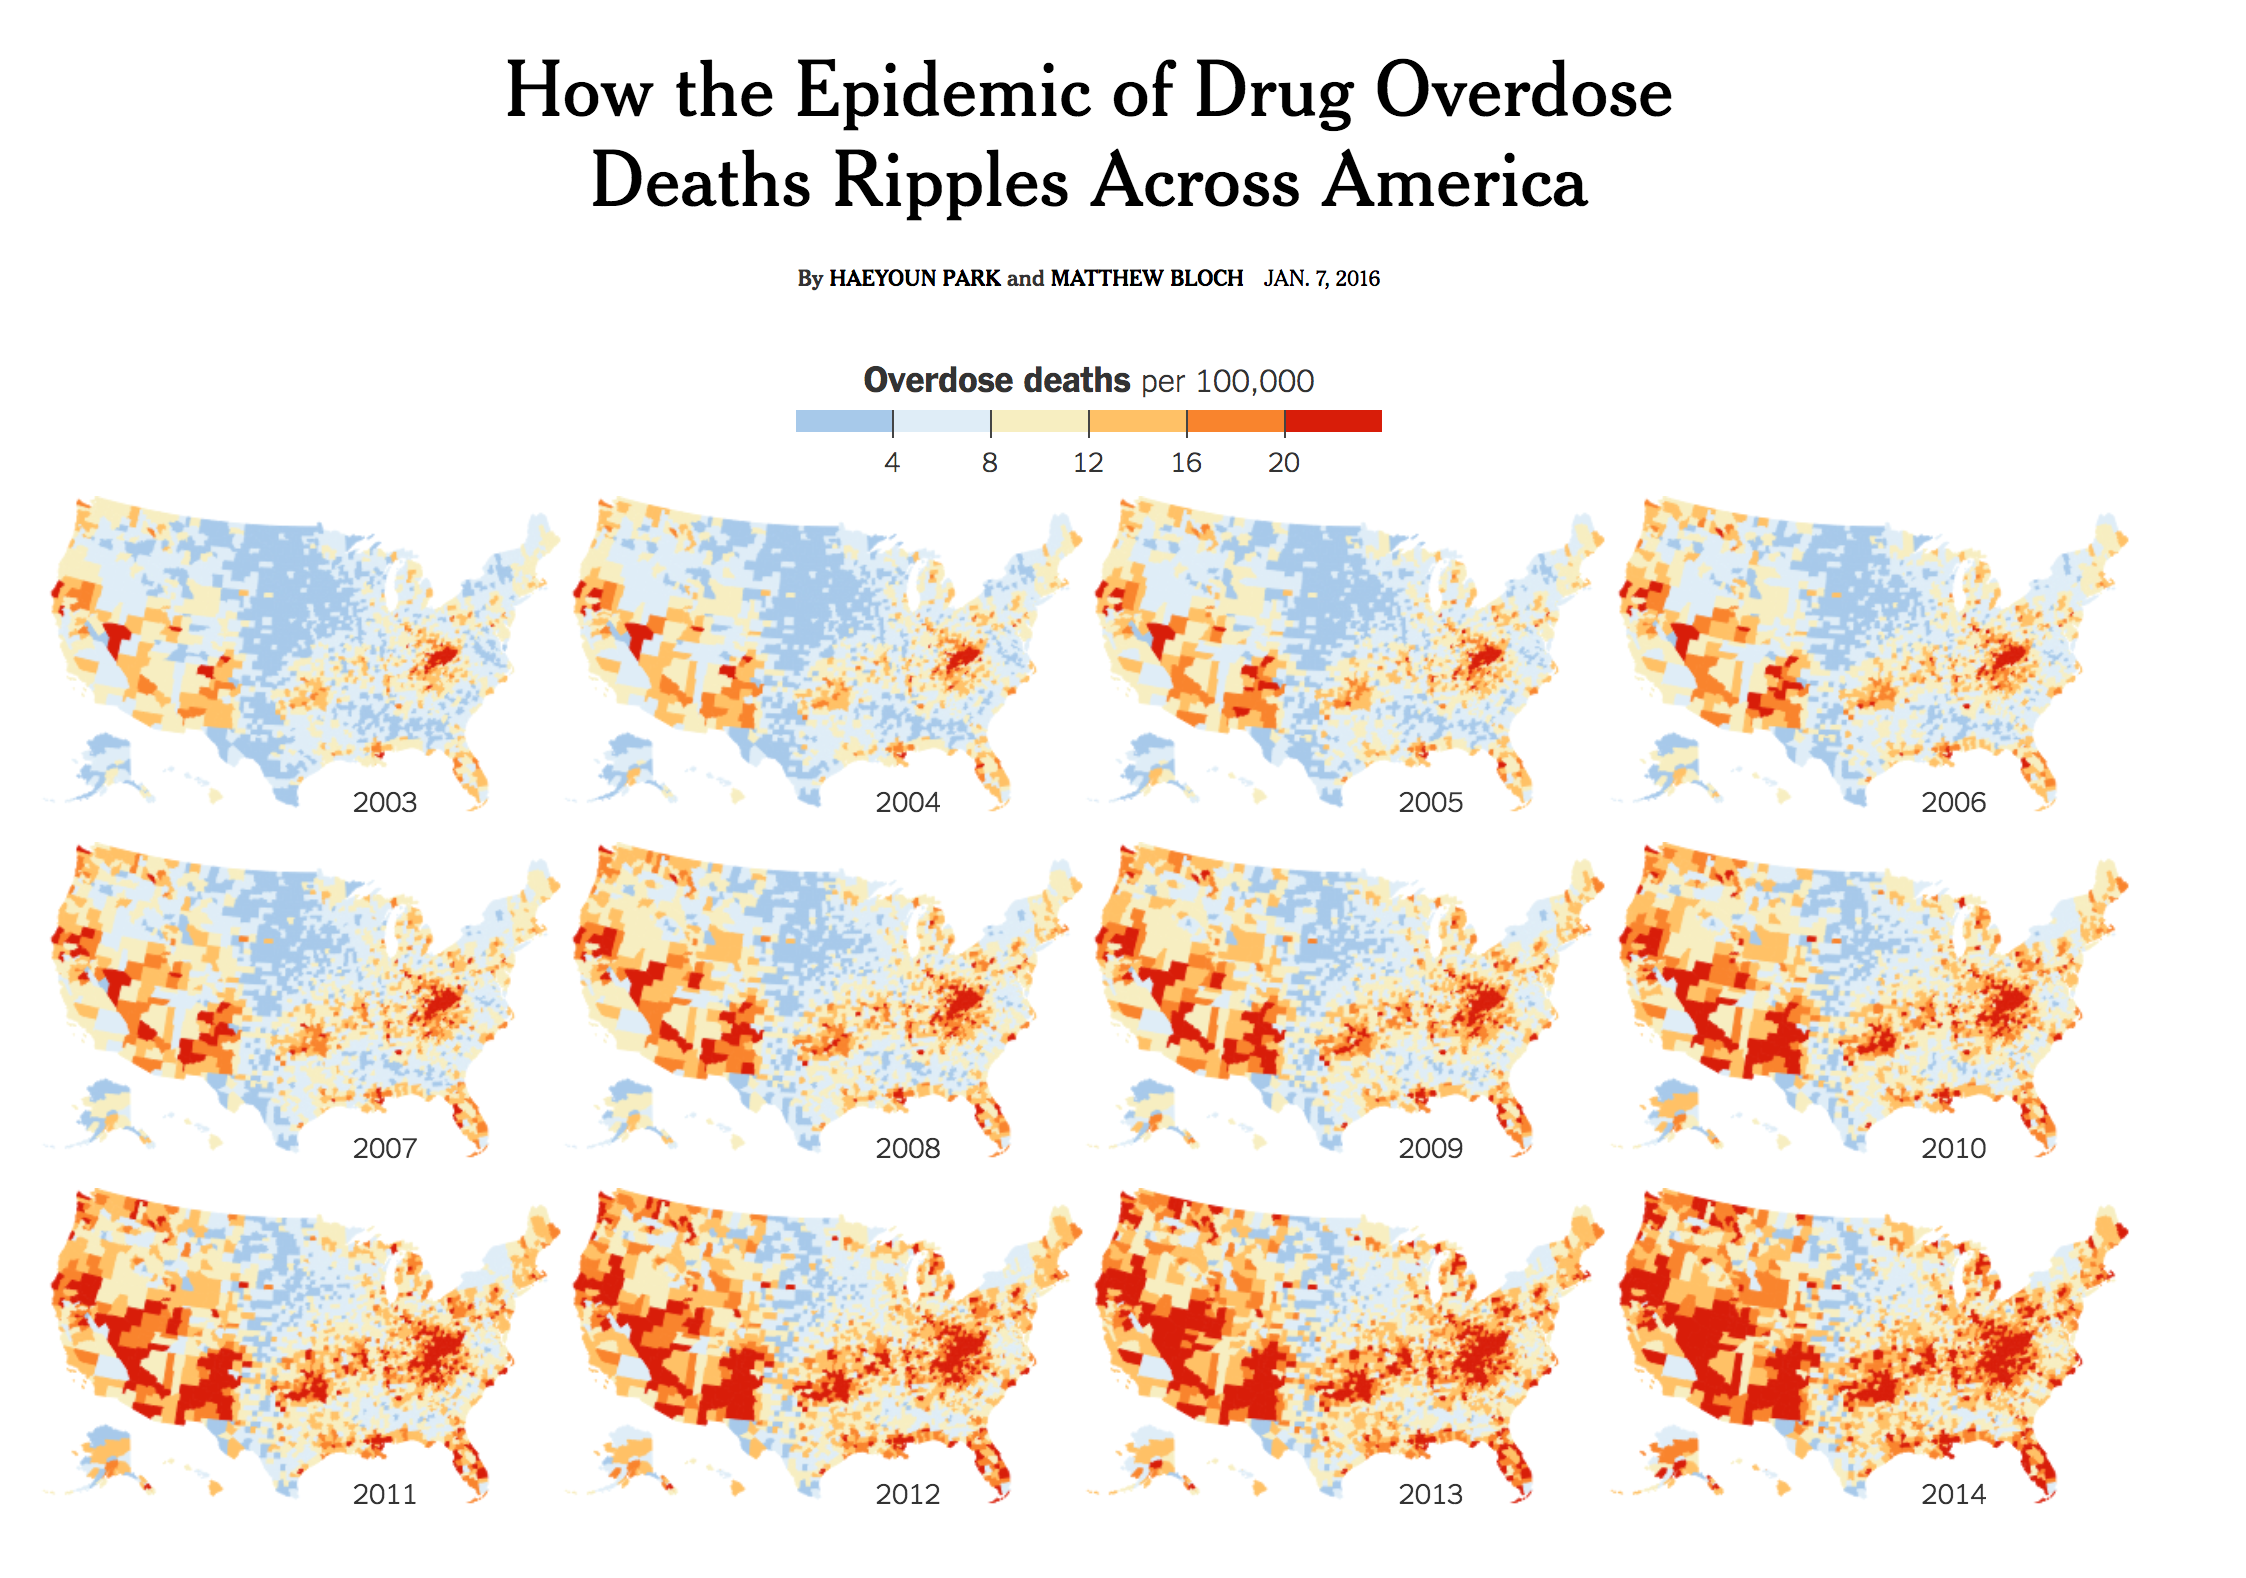 How the Epidemic of Drug Overdose
Deaths Ripples Across America
By HAEYOUN PARK and MATTHEW BLOCH JAN. 7, 2016
Overdose deaths per 100,000
4 8 12 16 20
2003 2004 2005 2006
2007 2008 2009 2010
2011 2012 2013 2014